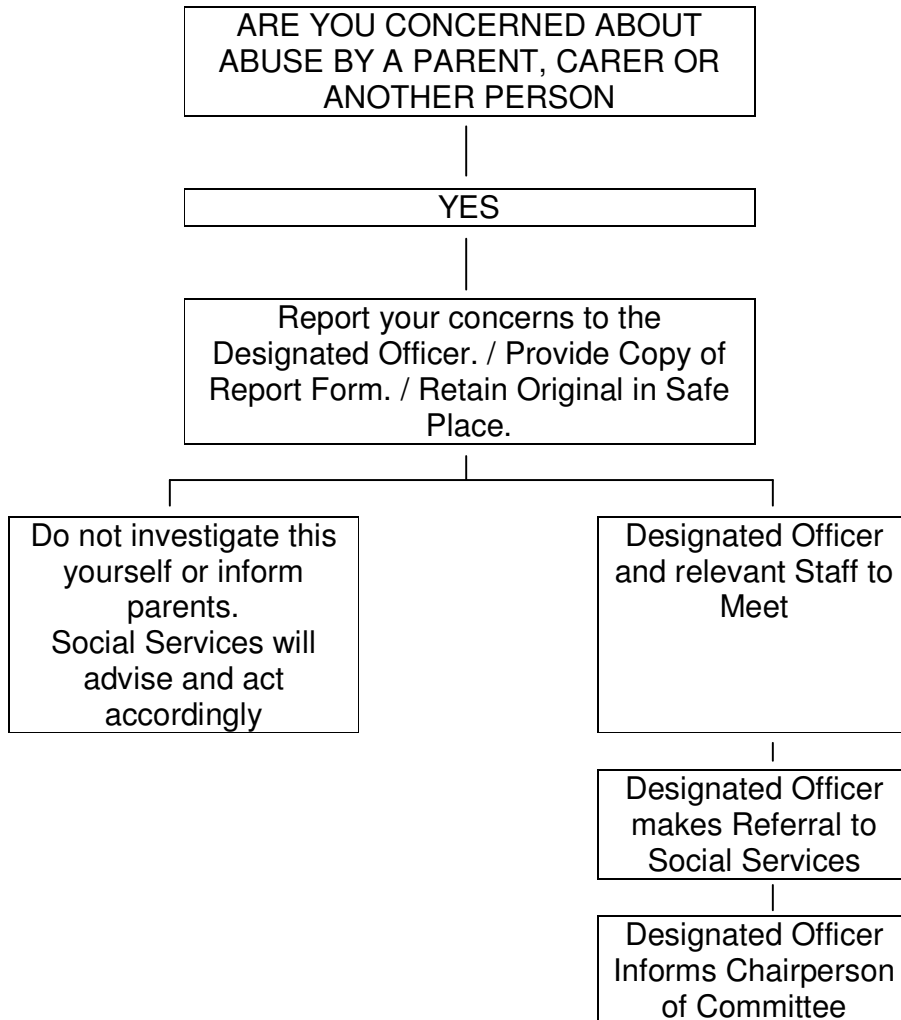 ARE YOU CONCERNED ABOUT
ABUSE BY A PARENT, CARER OR
ANOTHER PERSON
YES
Report your concerns to the
Designated Officer. / Provide Copy of
Report Form. / Retain Original in Safe
Place.
Do not investigate this
yourself or inform
parents.
Social Services will
advise and act
accordingly
Designated Officer
and relevant Staff to
Meet
Designated Officer
makes Referral to
Social Services
Designated Officer
Informs Chairperson
of Committee